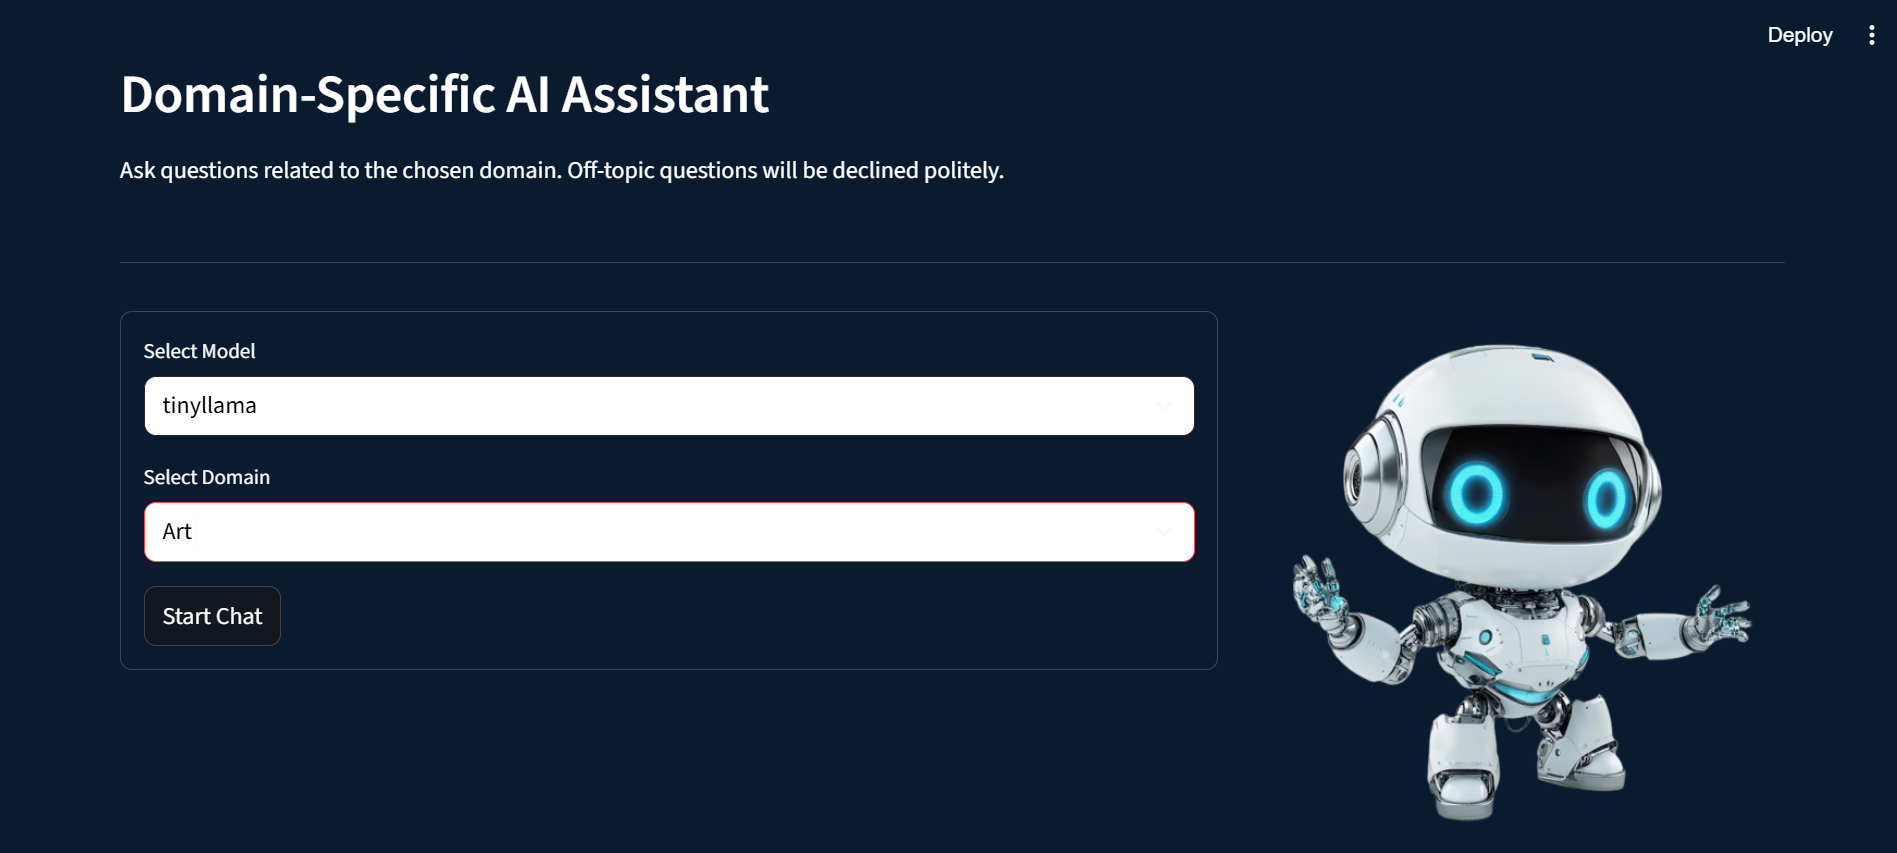 Deploy
Domain-Specific AI Assistant
Ask questions related to the chosen domain. Off-topic questions will be declined politely.
Select Model
tinyllama
Select Domain
Art
Start Chat